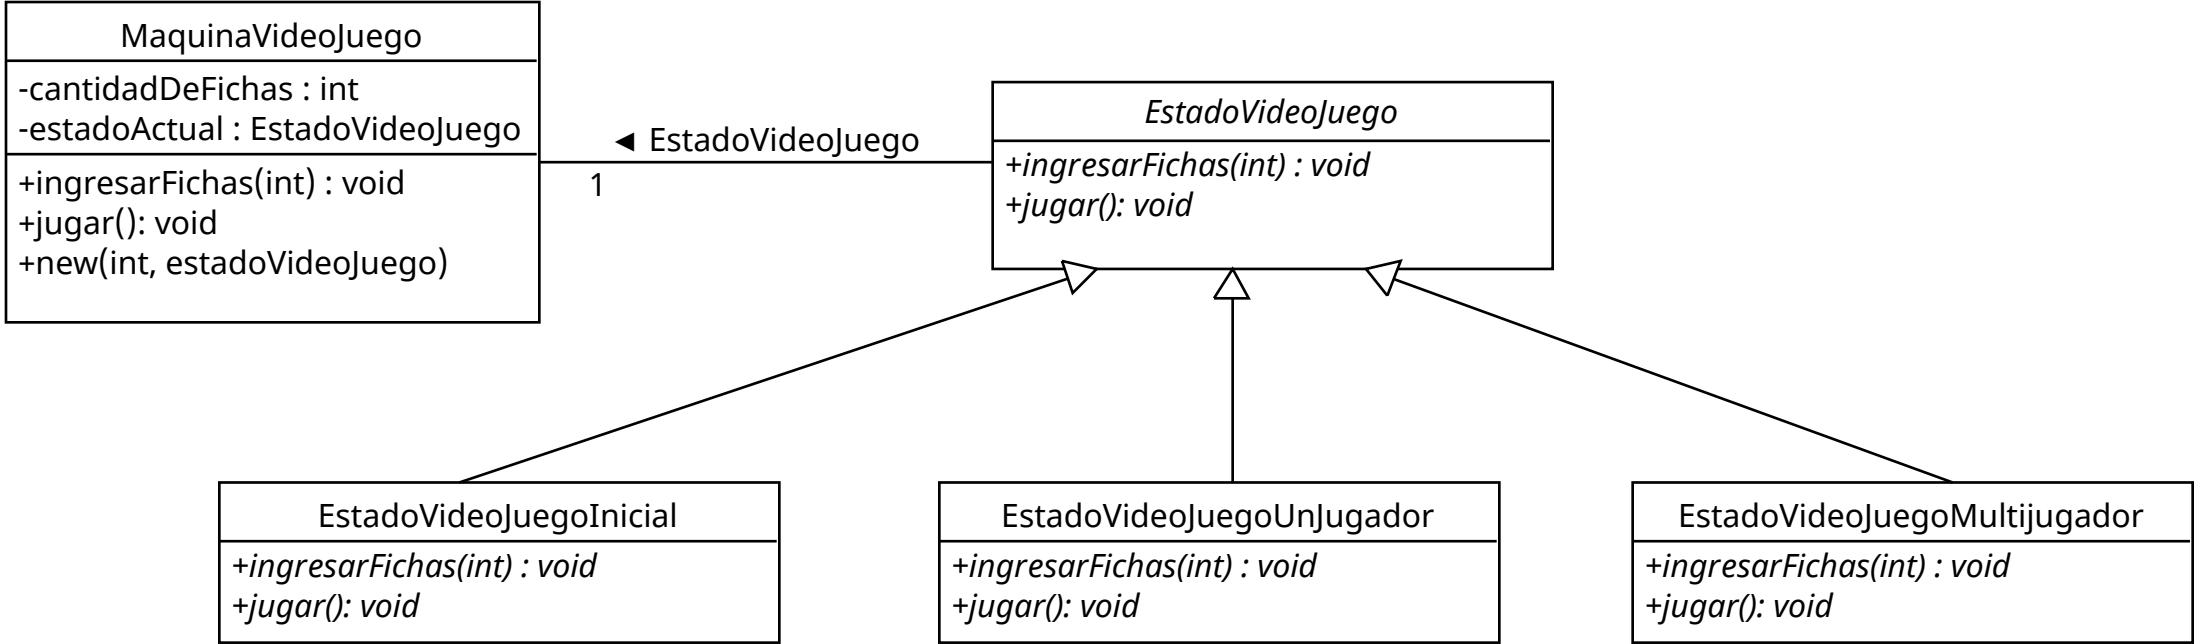 MaquinaVideoJuego
-cantidadDeFichas : int
-estadoActual : EstadoVideoJuego
+ingresarFichas(int) : void
+jugar(): void
+new(int, estadoVideoJuego)
◄ EstadoVideoJuego
1
EstadoVideoJuego
+ingresarFichas(int) : void
+jugar(): void
EstadoVideoJuegoInicial
+ingresarFichas(int) : void
+jugar(): void
EstadoVideoJuegoUnJugador
+ingresarFichas(int) : void
+jugar(): void
EstadoVideoJuegoMultijugador
+ingresarFichas(int) : void
+jugar(): void